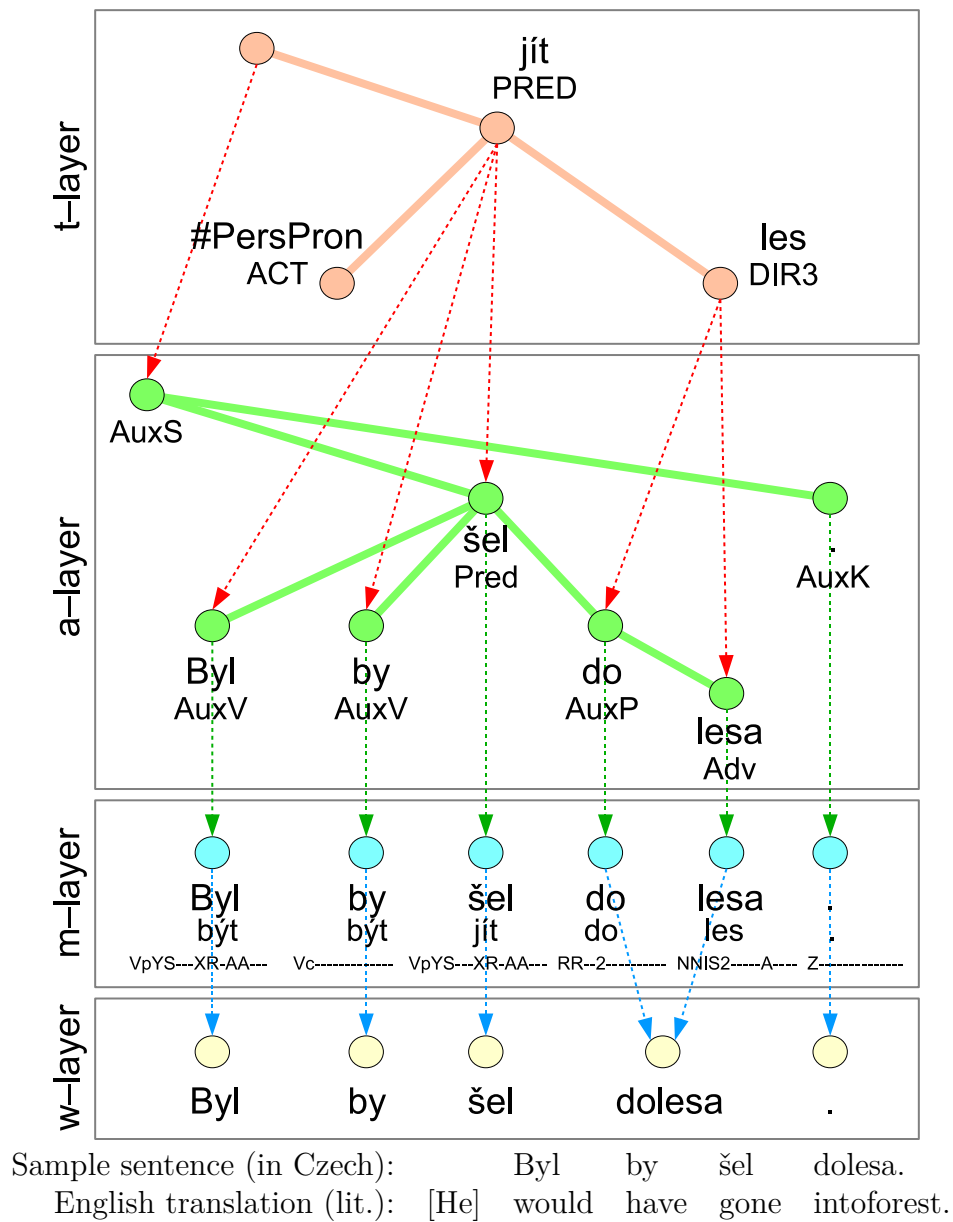 t–layer
jít
PRED
#PersPron
ACT
les
DIR3
a–layer
AuxS
šel
Pred
.
AuxK
Byl
AuxV
by
AuxV
do
AuxP
lesa
Adv
m–layer
Byl by šel do lesa .
být být jít do les .
VpYS---XR-AA--- Vc------------- VpYS---XR-AA--- RR--2---------- NNIS2-----A---- Z--------------
w–layer
Byl by šel dolesa .
Sample sentence (in Czech): Byl by šel dolesa.
English translation (lit.): [He] would have gone intoforest.